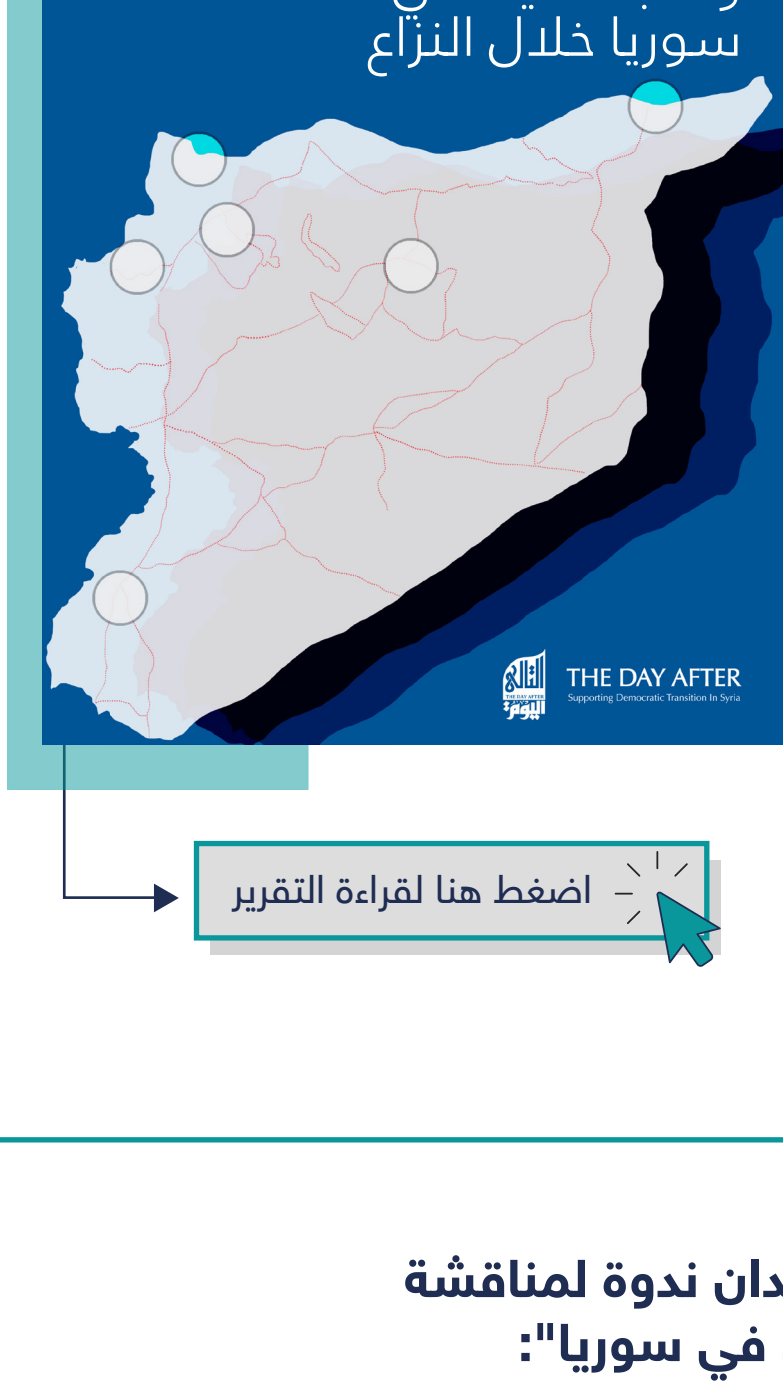 سوريا خلال النزاع
التالي
THE DAY AFTER
اليوم
THE DAY AFTER
Supporting Democratic Transition In Syria
اضغط هنا لقراءة التقرير
ندوة لمناقشة
في سوريا":